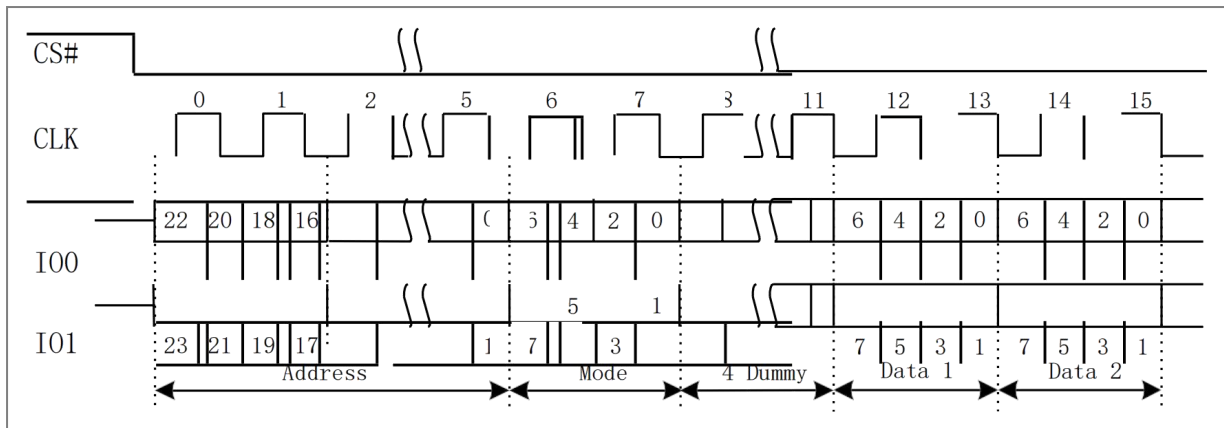 CS#
0 1 2 5 6 7 8 11 12 13 14 15
CLK
22 20 18 16 0 6 4 2 0 6 4 2 0 6 4 2 0
IO0
5 1
IO1
23 21 19 17 1 7 3 7 5 3 1 7 5 3 1
Address Mode 4 Dummy Data 1 Data 2